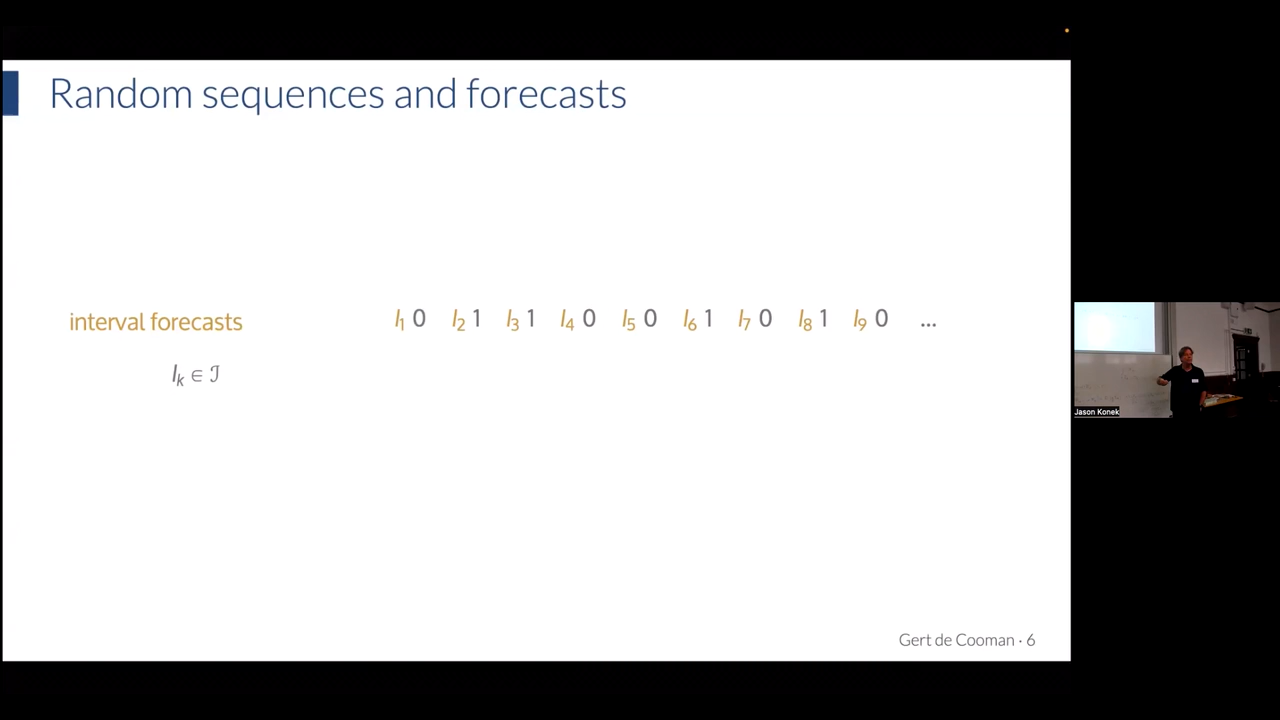 Random sequences and forecasts
interval forecasts
I₁ 0 I₂ 1 I₃ 1 I₄ 0 I₅ 0 I₆ 1 I₇ 0 I₈ 1 I₉ 0 ...
Iₖ ∈ ℐ
Jason Konek
Gert de Cooman · 6